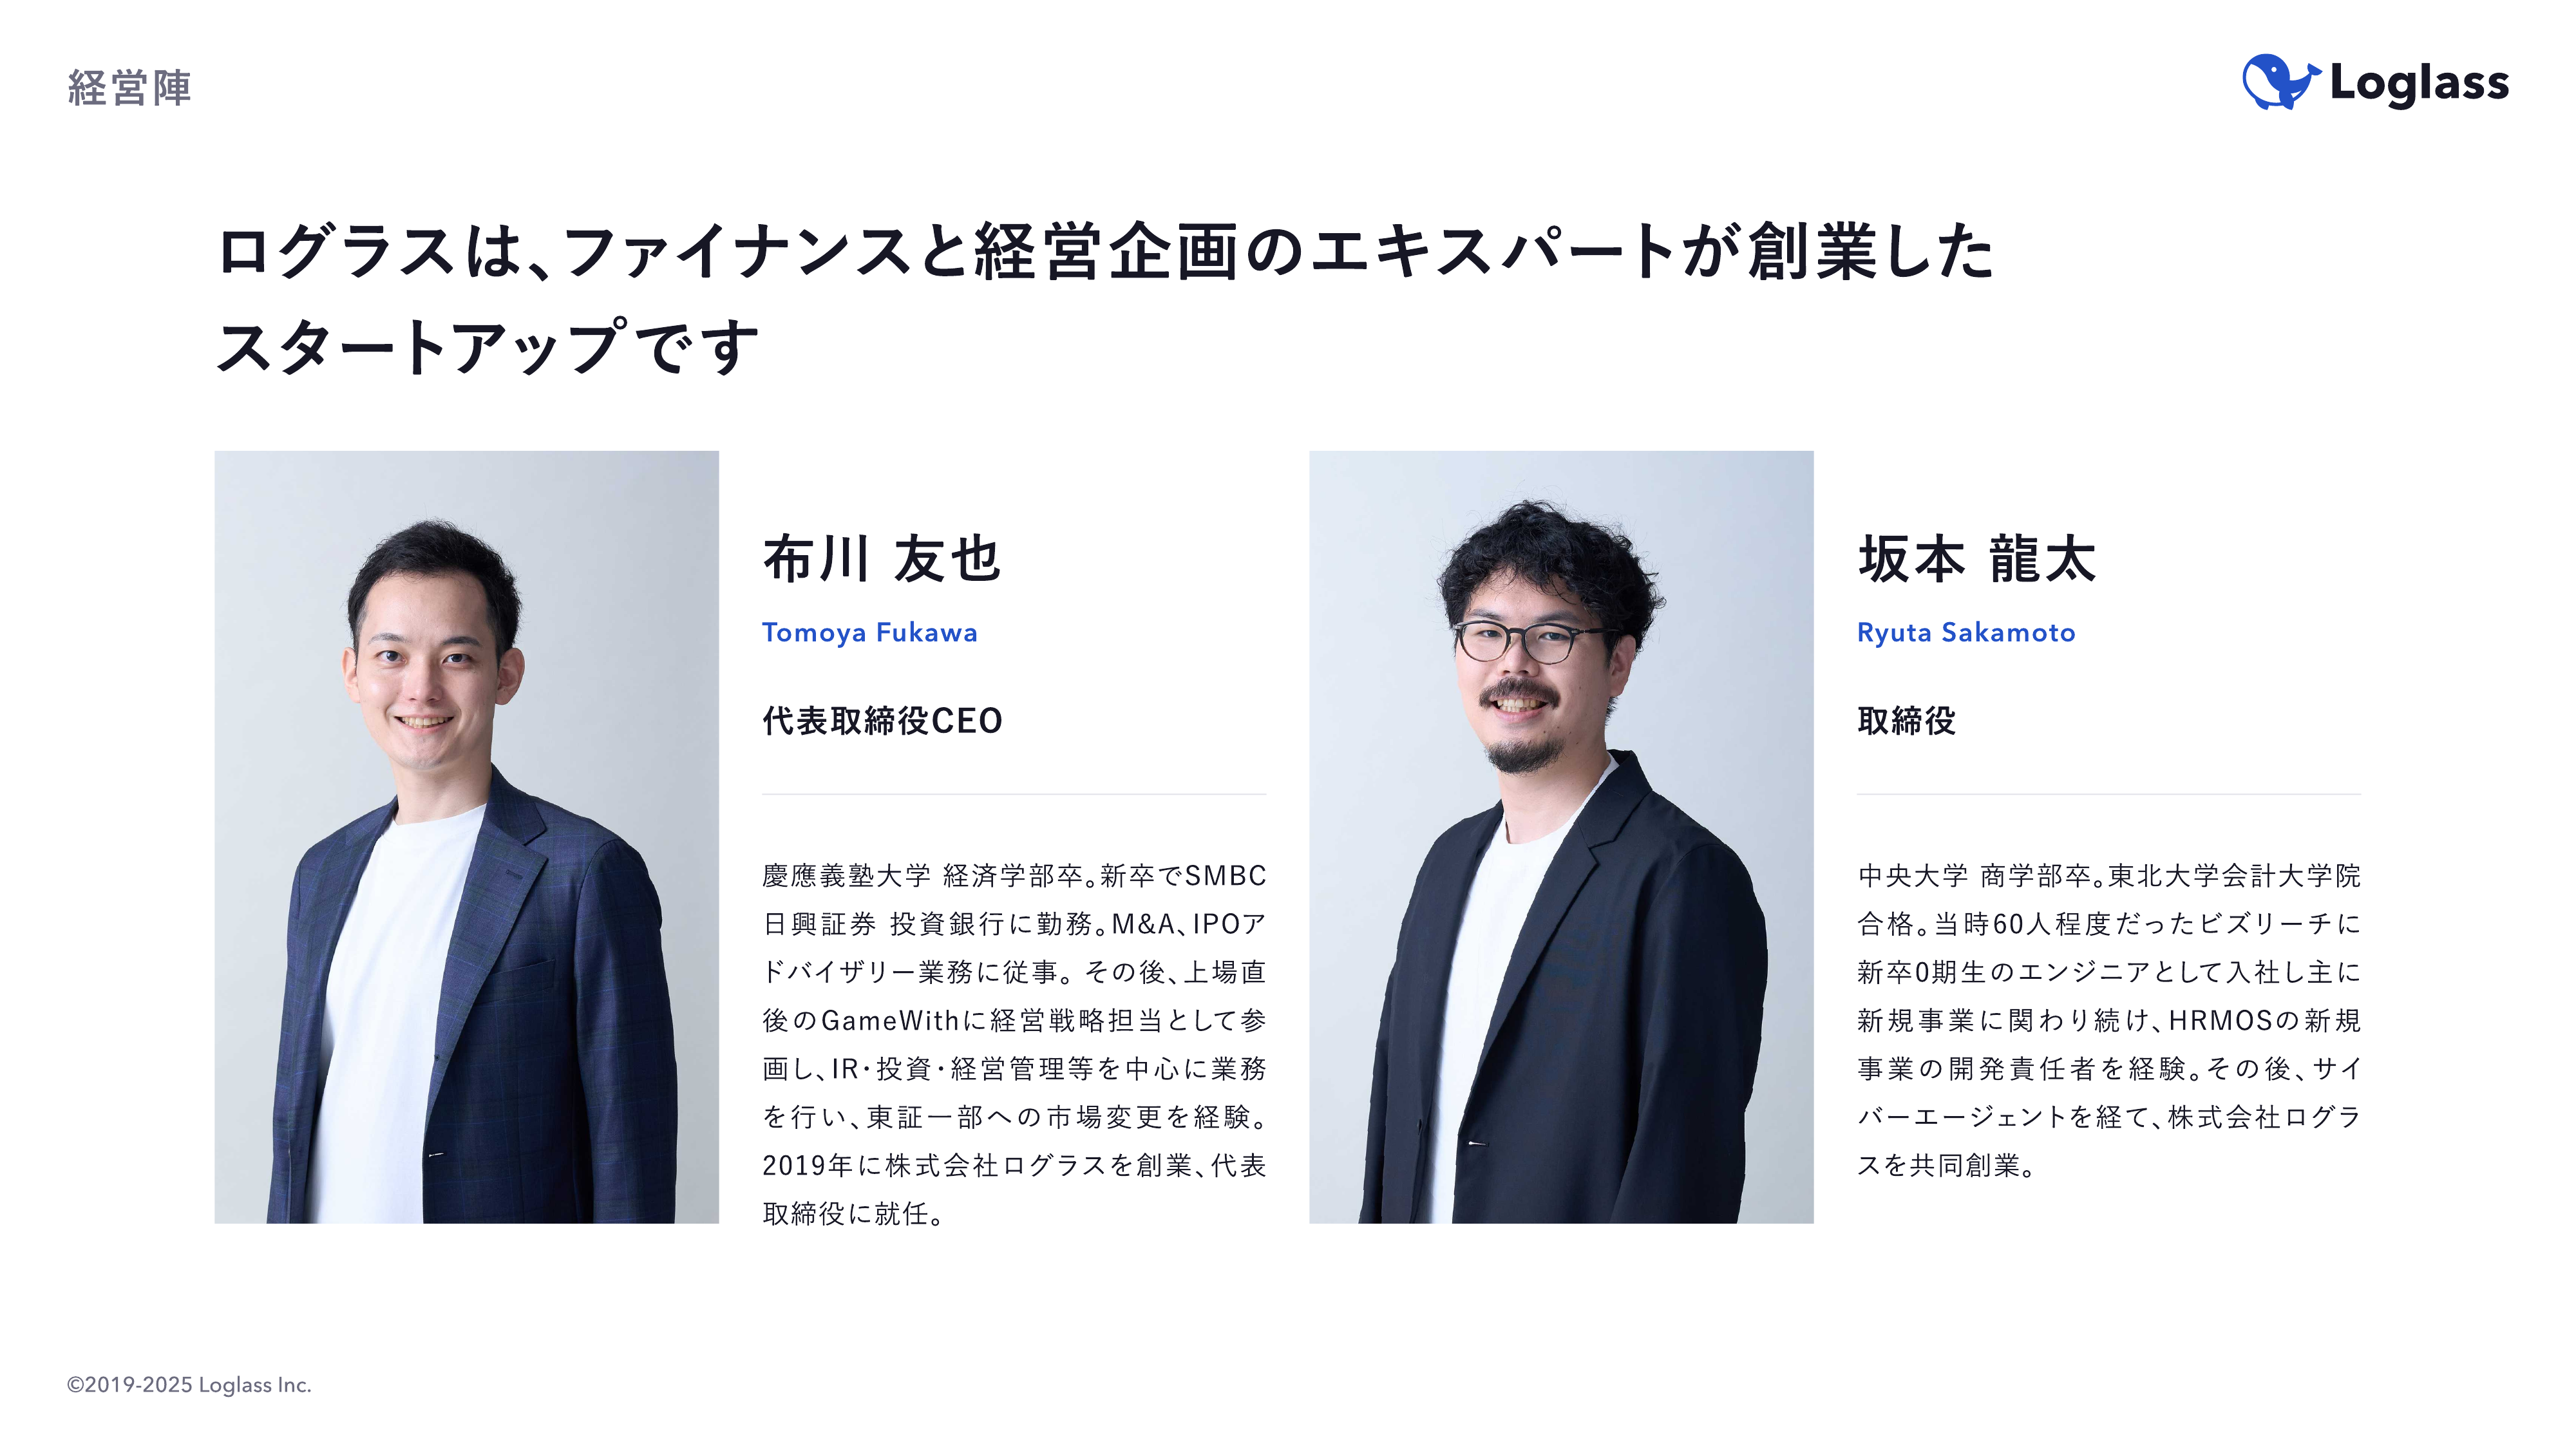 経営陣
Loglass
ログラスは、ファイナンスと経営企画のエキスパートが創業した
スタートアップです
布川 友也
Tomoya Fukawa
代表取締役CEO
慶應義塾大学 経済学部卒。新卒でSMBC
日興証券 投資銀行に勤務。M&A、IPOア
ドバイザリー業務に従事。 その後、上場直
後のGameWithに経営戦略担当として参
画し、IR・投資・経営管理等を中心に業務
を行い、東証一部への市場変更を経験。
2019年に株式会社ログラスを創業、代表
取締役に就任。
坂本 龍太
Ryuta Sakamoto
取締役
中央大学 商学部卒。東北大学会計大学院
合格。当時60人程度だったビズリーチに
新卒0期生のエンジニアとして入社し主に
新規事業に関わり続け、HRMOSの新規
事業の開発責任者を経験。その後、サイ
バーエージェントを経て、株式会社ログラ
スを共同創業。
©2019-2025 Loglass Inc.